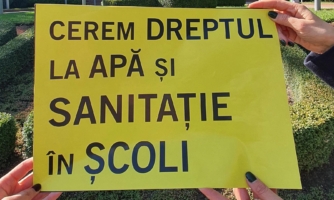 CEREM DREPTUL
LA APĂ ȘI
SANITAȚIE
ÎN ȘCOLI